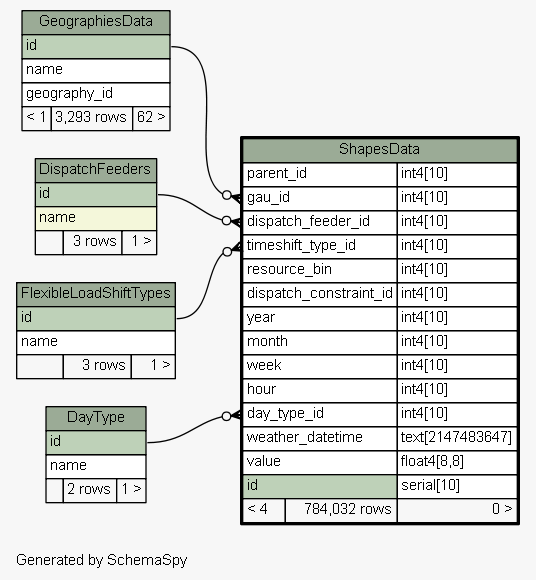 GeographiesData
id
name
geography_id
< 1 3,293 rows 62 >
DispatchFeeders
id
name
3 rows 1 >
FlexibleLoadShiftTypes
id
name
3 rows 1 >
DayType
id
name
2 rows 1 >
ShapesData
parent_id int4[10]
gau_id int4[10]
dispatch_feeder_id int4[10]
timeshift_type_id int4[10]
resource_bin int4[10]
dispatch_constraint_id int4[10]
year int4[10]
month int4[10]
week int4[10]
hour int4[10]
day_type_id int4[10]
weather_datetime text[2147483647]
value float4[8,8]
id serial[10]
< 4 784,032 rows 0 >
Generated by SchemaSpy